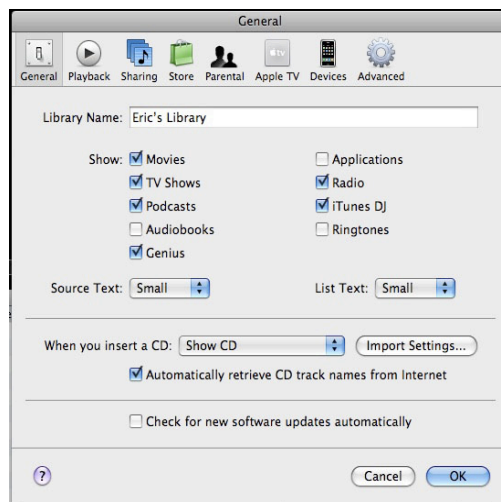 General
General Playback Sharing Store Parental Apple TV Devices Advanced
Library Name: Eric's Library
Show: Movies Applications
TV Shows Radio
Podcasts iTunes DJ
Audiobooks Ringtones
Genius
Source Text: Small List Text: Small
When you insert a CD: Show CD Import Settings...
Automatically retrieve CD track names from Internet
Check for new software updates automatically
? Cancel OK